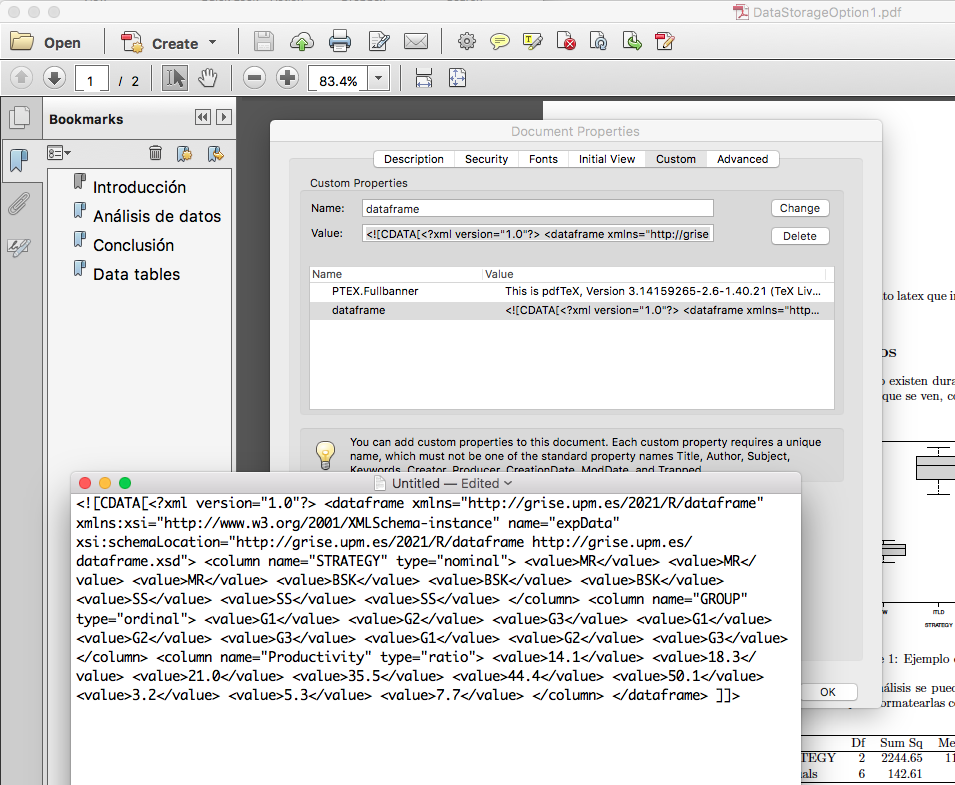 DataStorageOption1.pdf
Open
Create
1
/ 2
83.4%
Bookmarks
Introducción
Análisis de datos
Conclusión
Data tables
Document Properties
Description
Security
Fonts
Initial View
Custom
Advanced
Custom Properties
Name:
dataframe
Change
Value:
<![CDATA[<?xml version="1.0"?> <dataframe xmlns="http://grise
Delete
Name
Value
PTEX.Fullbanner
This is pdfTeX, Version 3.14159265-2.6-1.40.21 (TeX Liv...
dataframe
<![CDATA[<?xml version="1.0"?> <dataframe xmlns="http...
You can add custom properties to this document. Each custom property requires a unique
name, which must not be one of the standard property names Title, Author, Subject,
Keywords, Creator, Producer, CreationDate, ModDate, and Trapped.
OK
Untitled — Edited
<![CDATA[<?xml version="1.0"?> <dataframe xmlns="http://grise.upm.es/2021/R/dataframe"
xmlns:xsi="http://www.w3.org/2001/XMLSchema-instance" name="expData"
xsi:schemaLocation="http://grise.upm.es/2021/R/dataframe http://grise.upm.es/
dataframe.xsd"> <column name="STRATEGY" type="nominal"> <value>MR</value> <value>MR</
value> <value>MR</value> <value>BSK</value> <value>BSK</value> <value>BSK</value>
<value>SS</value> <value>SS</value> <value>SS</value> </column> <column name="GROUP"
type="ordinal"> <value>G1</value> <value>G2</value> <value>G3</value> <value>G1</value>
<value>G2</value> <value>G3</value> <value>G1</value> <value>G2</value> <value>G3</value>
</column> <column name="Productivity" type="ratio"> <value>14.1</value> <value>18.3</
value> <value>21.0</value> <value>35.5</value> <value>44.4</value> <value>50.1</value>
<value>3.2</value> <value>5.3</value> <value>7.7</value> </column> </dataframe> ]]>
to latex que
existen
que se ven,
ITLD
STRATEGY
1: Ejemplo
se
Df Sum Sq
TEGY 2 2244.65
als 6 142.61